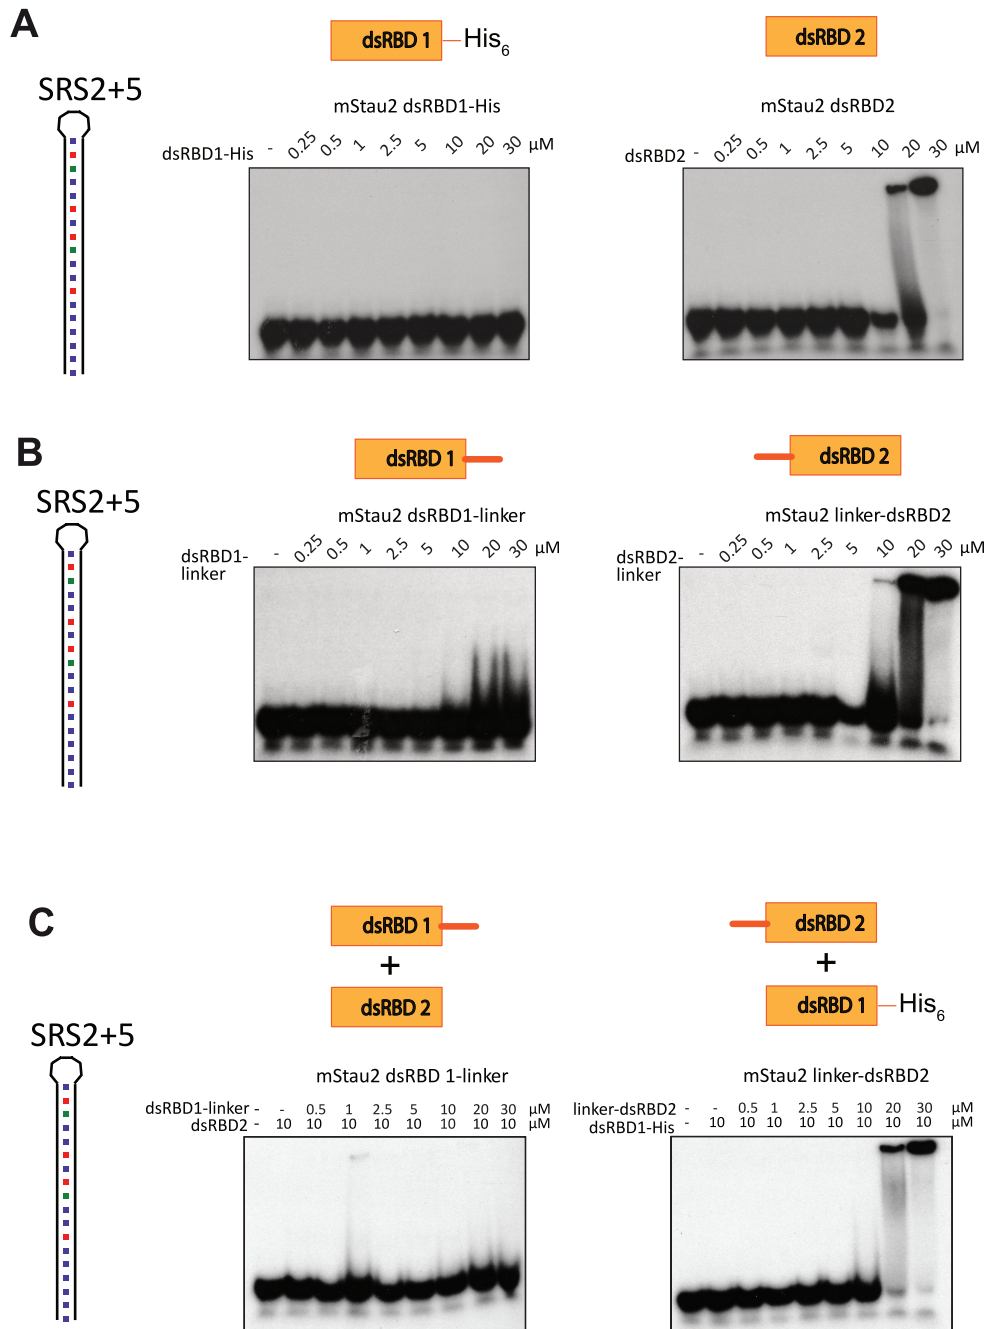 A
dsRBD 1 His6
dsRBD 2
SRS2+5
mStau2 dsRBD1-His
mStau2 dsRBD2
dsRBD1-His - 0.25 0.5 1 2.5 5 10 20 30 µM
dsRBD2 - 0.25 0.5 1 2.5 5 10 20 30 µM
B
dsRBD 1
dsRBD 2
SRS2+5
mStau2 dsRBD1-linker
mStau2 linker-dsRBD2
dsRBD1-linker - 0.25 0.5 1 2.5 5 10 20 30 µM
dsRBD2-linker - 0.25 0.5 1 2.5 5 10 20 30 µM
C
dsRBD 1
+
dsRBD 2
dsRBD 2
+
dsRBD 1 His6
SRS2+5
mStau2 dsRBD 1-linker
mStau2 linker-dsRBD2
dsRBD1-linker - - 0.5 1 2.5 5 10 20 30 µM
dsRBD2 - 10 10 10 10 10 10 10 10 µM
linker-dsRBD2 - - 0.5 1 2.5 5 10 20 30 µM
dsRBD1-His - 10 10 10 10 10 10 10 10 µM